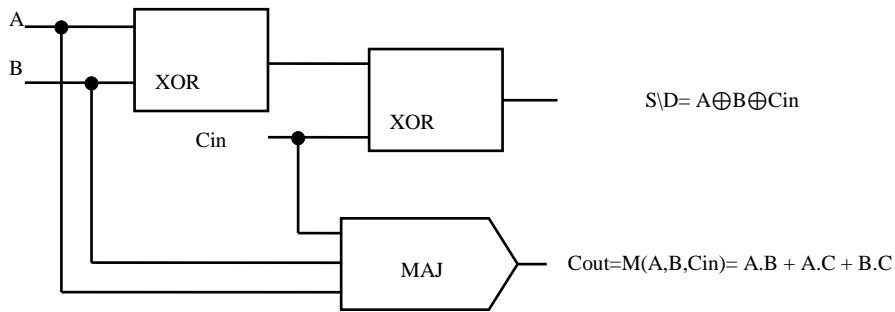 A
B
XOR
XOR
S\D= A⊕B⊕Cin
Cin
MAJ
Cout=M(A,B,Cin)= A.B + A.C + B.C